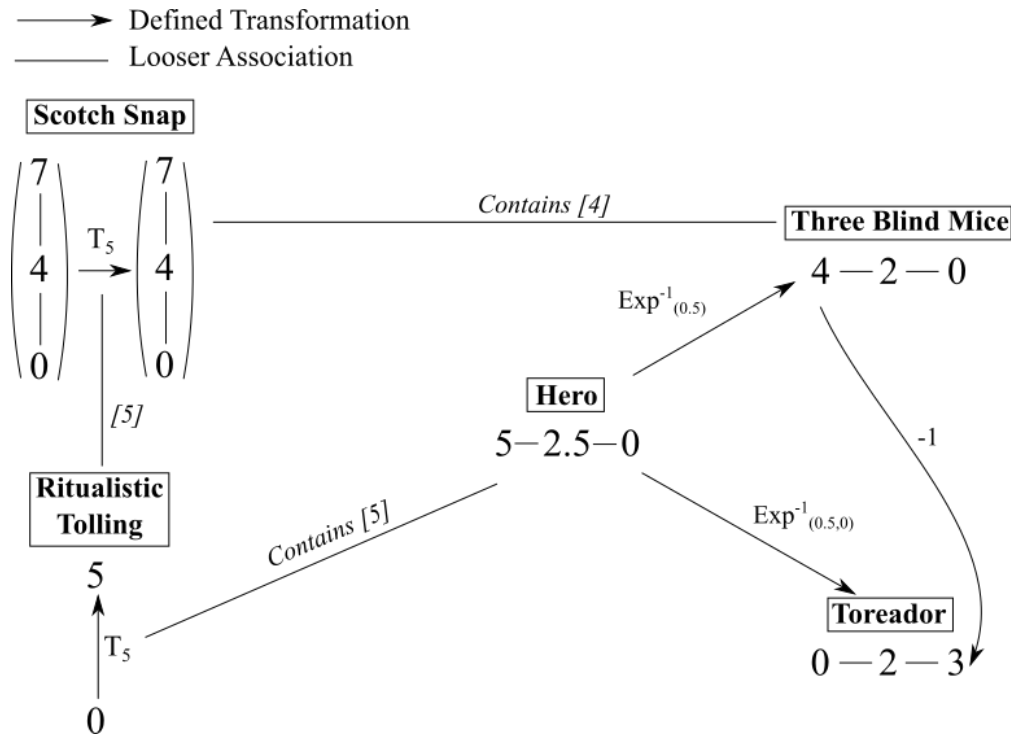 Defined Transformation
Looser Association
Scotch Snap
7 7
T5
4 4
0 0
Contains [4]
Three Blind Mice
4 — 2 — 0
Exp-1(0.5)
[5]
Hero
5—2.5—0
-1
Ritualistic
Tolling
Contains [5]
Exp-1(0.5,0)
5
T5
0
Toreador
0 — 2 — 3